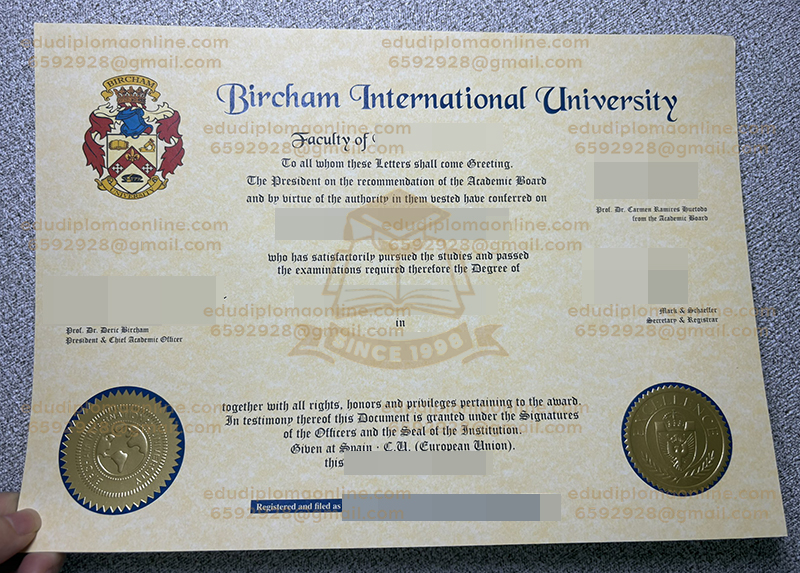 edudiplomaonline.com
6592928@gmail.com
BIRCHAM
UNIVERSITY
Bircham International University
Faculty of
To all whom these Letters shall come Greeting.
The President on the recommendation of the Academic Board
and by virtue of the authority in them vested have conferred on
Prof. Dr. Carmen Ramires Hurtodo
from the Academic Board
who has satisfactorily pursued the studies and passed
the examinations required therefore the Degree of
in
SINCE 1998
Prof. Dr. Deric Bircham
President & Chief Academic Officer
Mark & Schaffer
Secretary & Registrar
together with all rights, honors and privileges pertaining to the award.
In testimony thereof this Document is granted under the Signatures
of the Officers and the Seal of the Institution.
Given at Spain · C.U. (European Union).
this
EXCELLENCE
Registered and filed as